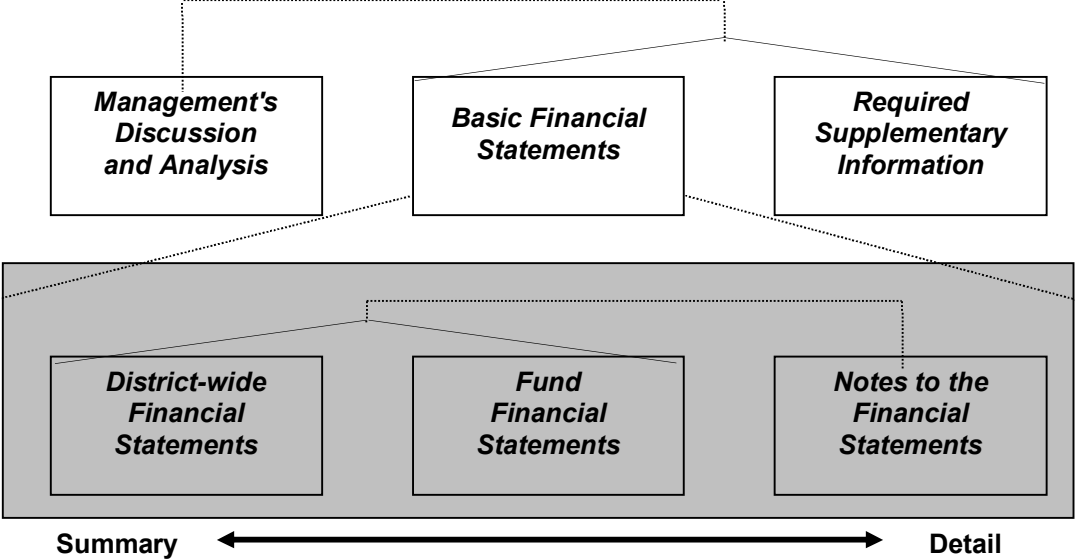 Management's
Discussion
and Analysis
Basic Financial
Statements
Required
Supplementary
Information
District-wide
Financial
Statements
Fund
Financial
Statements
Notes to the
Financial
Statements
Summary
Detail